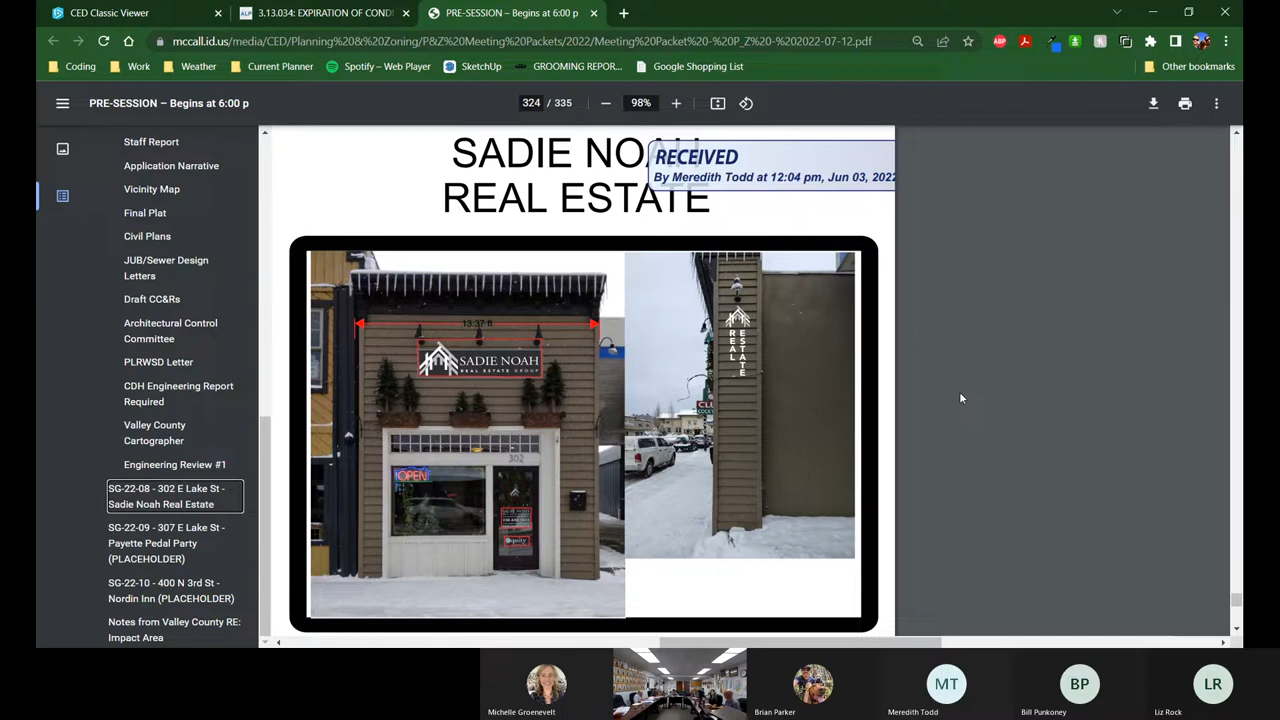 CED Classic Viewer
3.13.034: EXPIRATION OF COND
PRE-SESSION – Begins at 6:00 p
mccall.id.us/media/CED/Planning%20&%20Zoning/P&Z%20Meeting%20Packets/2022/Meeting%20Packet%20-%20P_Z%20-%202022-07-12.pdf
Coding
Work
Weather
Current Planner
Spotify – Web Player
SketchUp
GROOMING REPOR...
Google Shopping List
Other bookmarks
PRE-SESSION – Begins at 6:00 p
324 / 335
98%
Staff Report
Application Narrative
Vicinity Map
Final Plat
Civil Plans
JUB/Sewer Design
Letters
Draft CC&Rs
Architectural Control
Committee
PLRWSD Letter
CDH Engineering Report
Required
Valley County
Cartographer
Engineering Review #1
SG-22-08 - 302 E Lake St -
Sadie Noah Real Estate
SG-22-09 - 307 E Lake St -
Payette Pedal Party
(PLACEHOLDER)
SG-22-10 - 400 N 3rd St -
Nordin Inn (PLACEHOLDER)
Notes from Valley County RE:
Impact Area
SADIE NOAH
REAL ESTATE
RECEIVED
By Meredith Todd at 12:04 pm, Jun 03, 2022
13.37 ft
SADIE NOAH
REAL ESTATE GROUP
302
OPEN
equity
REAL
ESTATE
CLU
COCKT
Michelle Groenevelt
Brian Parker
MT
Meredith Todd
BP
Bill Punkoney
LR
Liz Rock